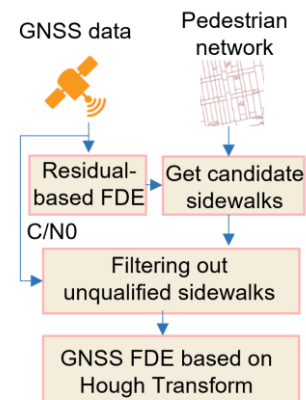 GNSS data
Pedestrian
network
Residual-
based FDE
Get candidate
sidewalks
C/N0
Filtering out
unqualified sidewalks
GNSS FDE based on
Hough Transform